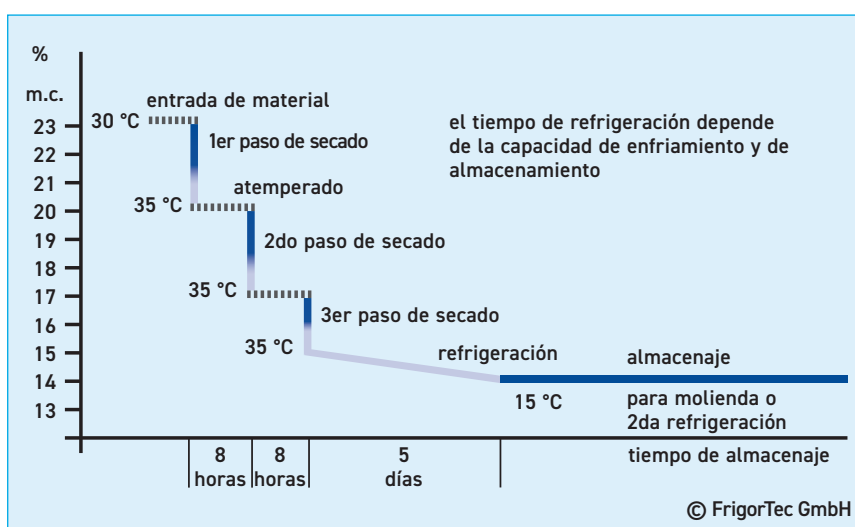 %
m.c.
23
22
21
20
19
18
17
16
15
14
13
30 °C
entrada de material
1er paso de secado
el tiempo de refrigeración depende
de la capacidad de enfriamiento y de
almacenamiento
35 °C
atemperado
2do paso de secado
35 °C
3er paso de secado
35 °C
refrigeración
almacenaje
15 °C
para molienda o
2da refrigeración
8
horas
8
horas
5
días
tiempo de almacenaje
© FrigorTec GmbH